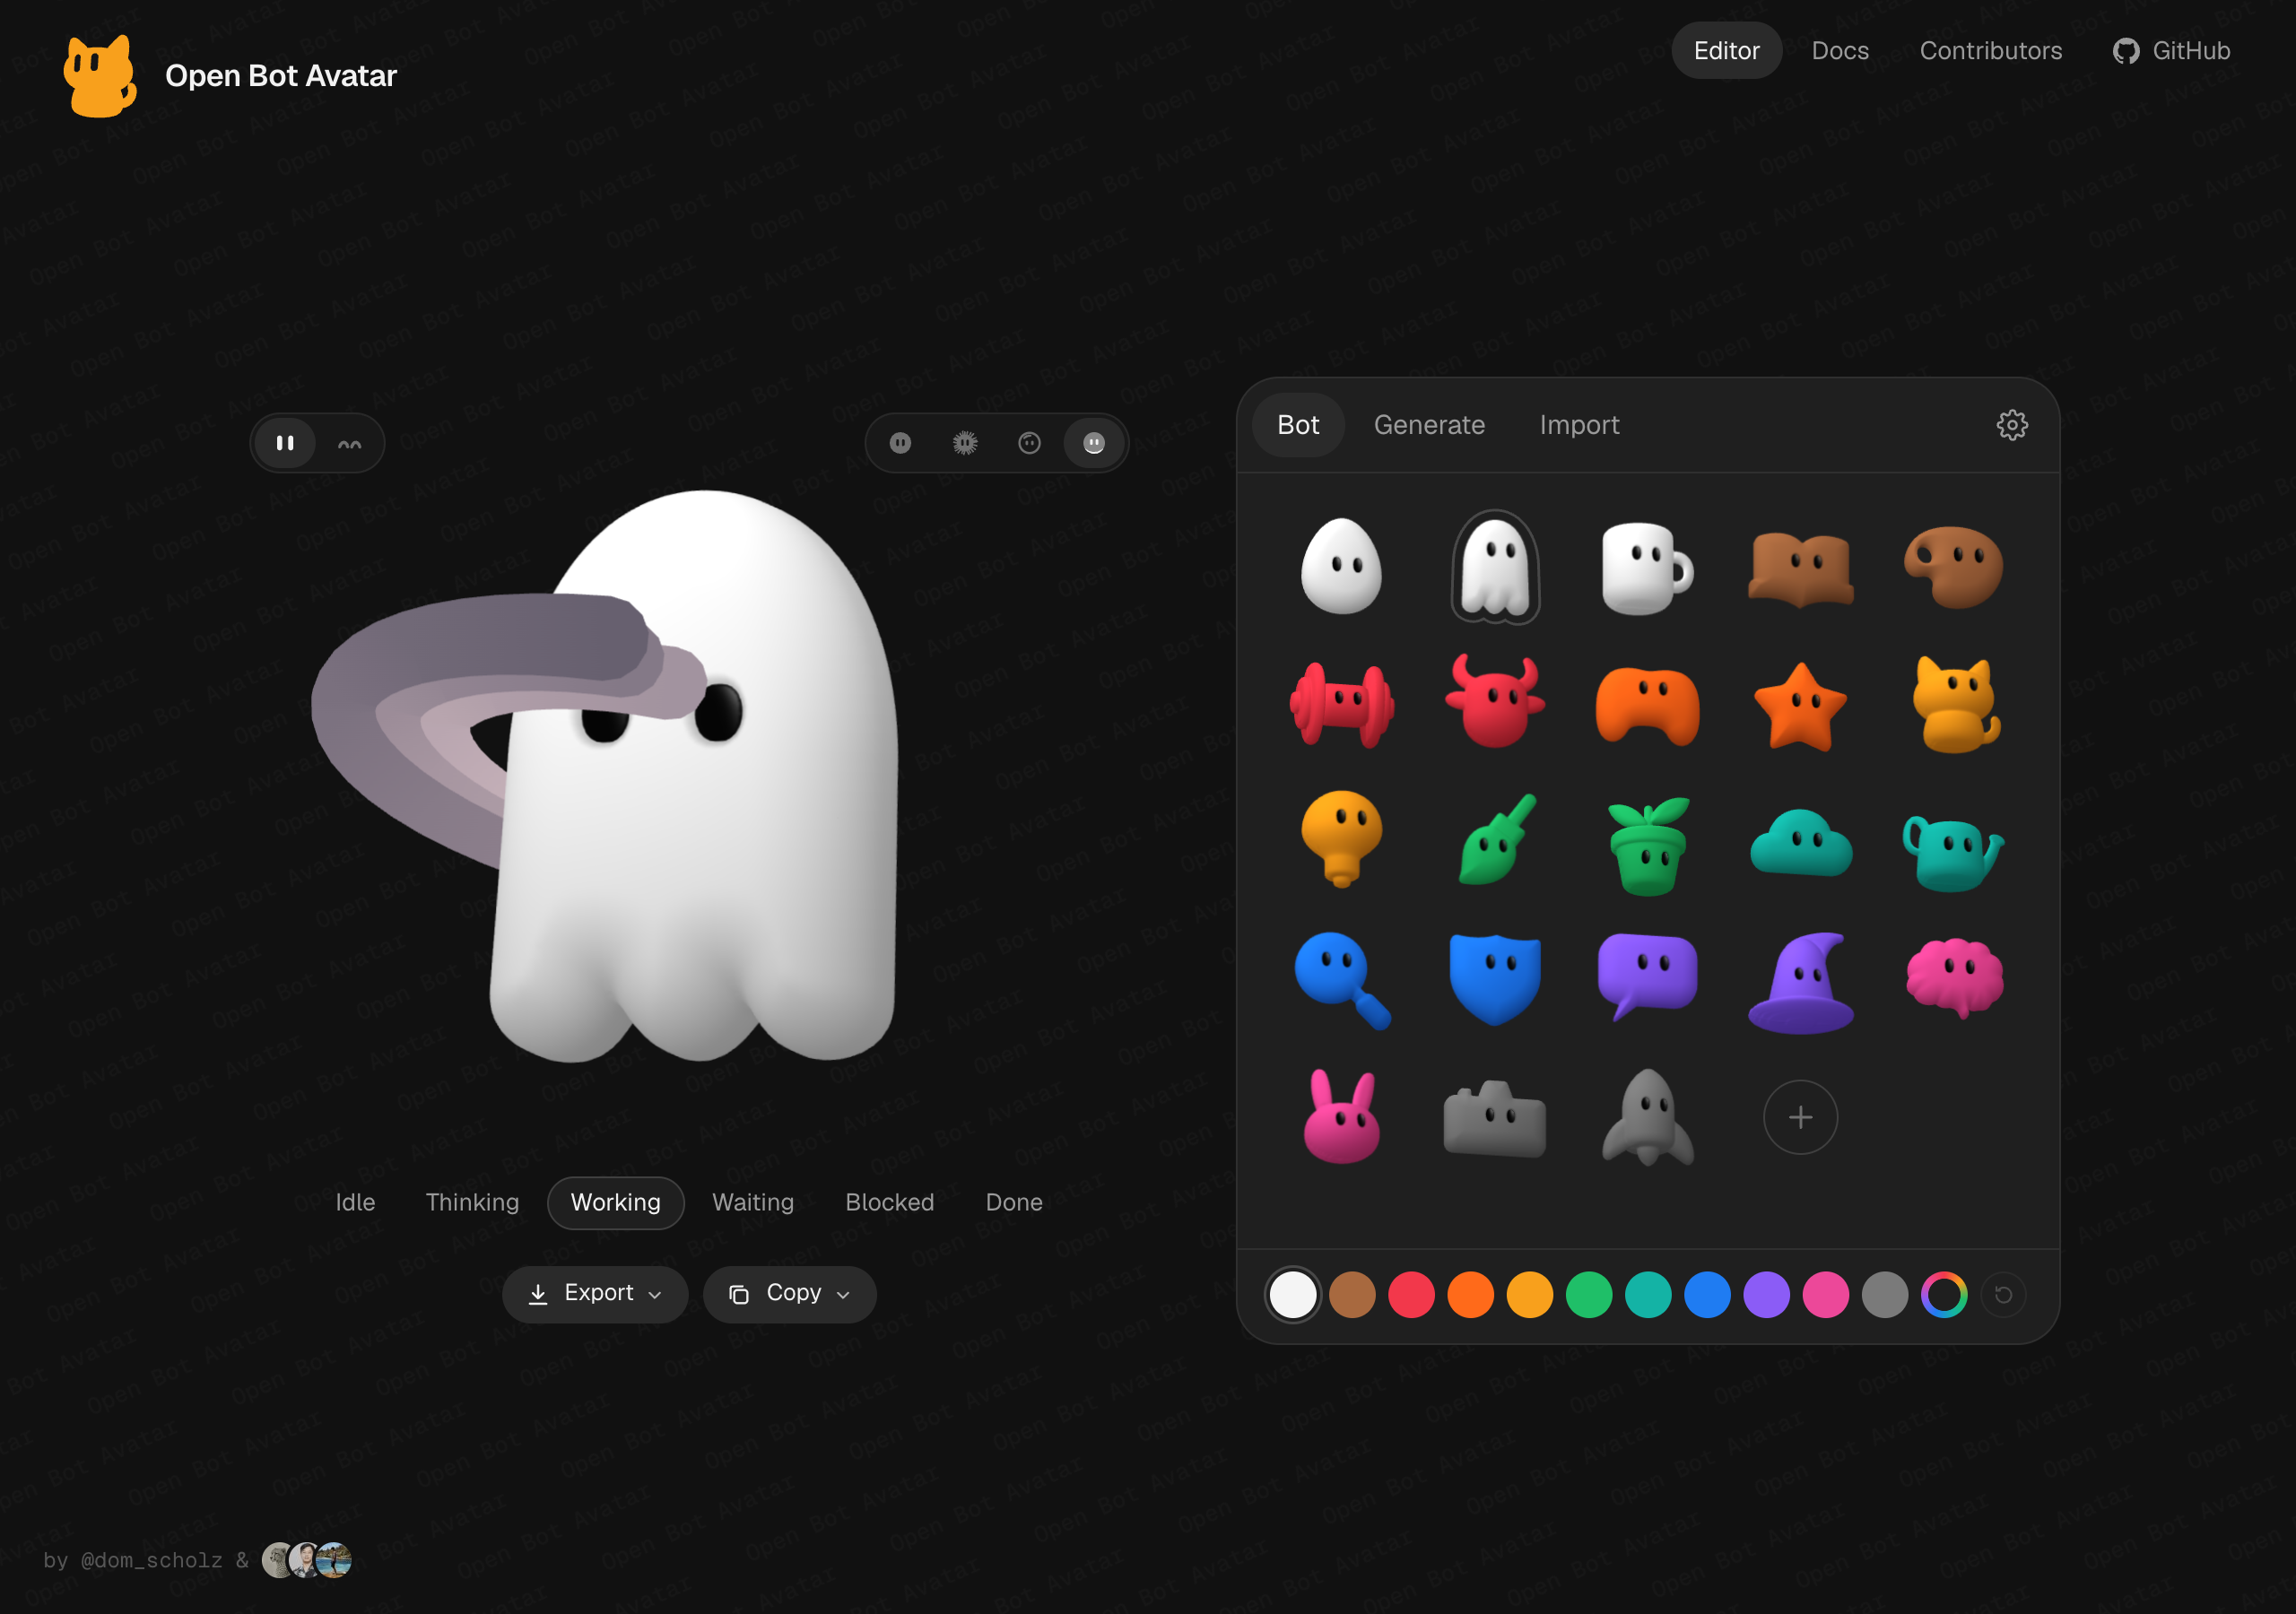 Open Bot Avatar
Editor
Docs
Contributors
GitHub
Bot
Generate
Import
Idle
Thinking
Working
Waiting
Blocked
Done
Export
Copy
by @dom_scholz &